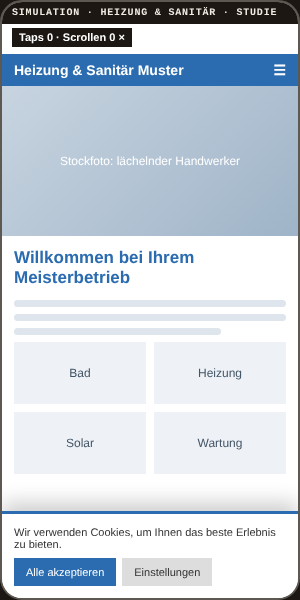 SIMULATION · HEIZUNG & SANITÄR · STUDIE
Taps 0 · Scrollen 0 ×
Heizung & Sanitär Muster ☰
Stockfoto: lächelnder Handwerker
Willkommen bei Ihrem
Meisterbetrieb
Bad
Heizung
Solar
Wartung
Wir verwenden Cookies, um Ihnen das beste Erlebnis
zu bieten.
Alle akzeptieren
Einstellungen